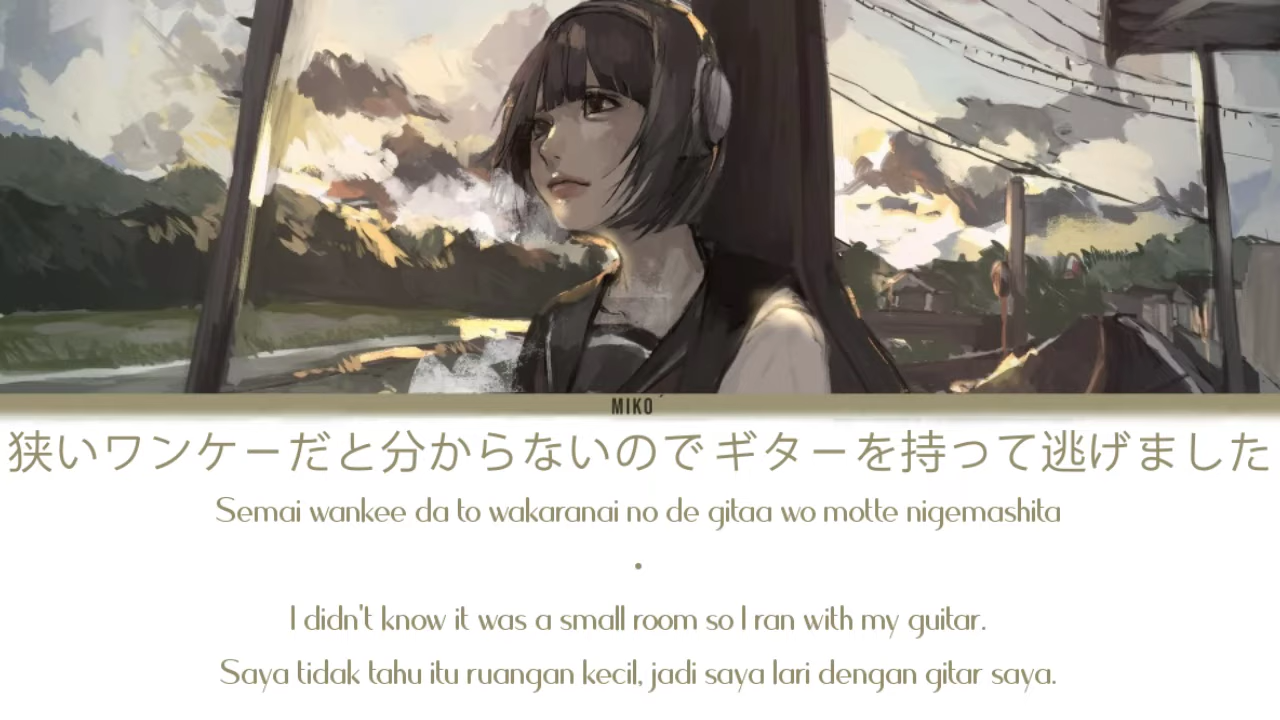 MIKO´
狭いワンケーだと分からないので ギターを持って逃げました
Semai wankee da to wakaranai no de gitaa wo motte nigemashita
•
I didn't know it was a small room so I ran with my guitar.
Saya tidak tahu itu ruangan kecil, jadi saya lari dengan gitar saya.